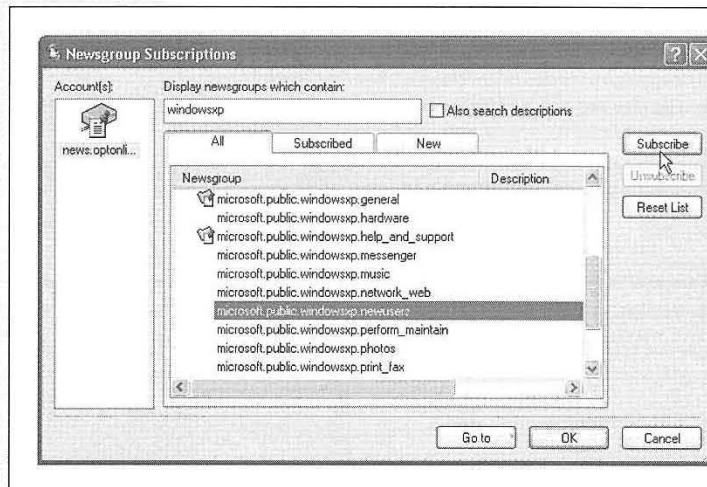 Newsgroup Subscriptions
Account(s):
Display newsgroups which contain:
windowsxp
Also search descriptions
news.optonli...
All
Subscribed
New
Subscribe
Unsubscribe
Reset List
Newsgroup
Description
microsoft.public.windowsxp.general
microsoft.public.windowsxp.hardware
microsoft.public.windowsxp.help_and_support
microsoft.public.windowsxp.messenger
microsoft.public.windowsxp.music
microsoft.public.windowsxp.network_web
microsoft.public.windowsxp.newusers
microsoft.public.windowsxp.perform_maintain
microsoft.public.windowsxp.photos
microsoft.public.windowsxp.print_fax
Go to
OK
Cancel